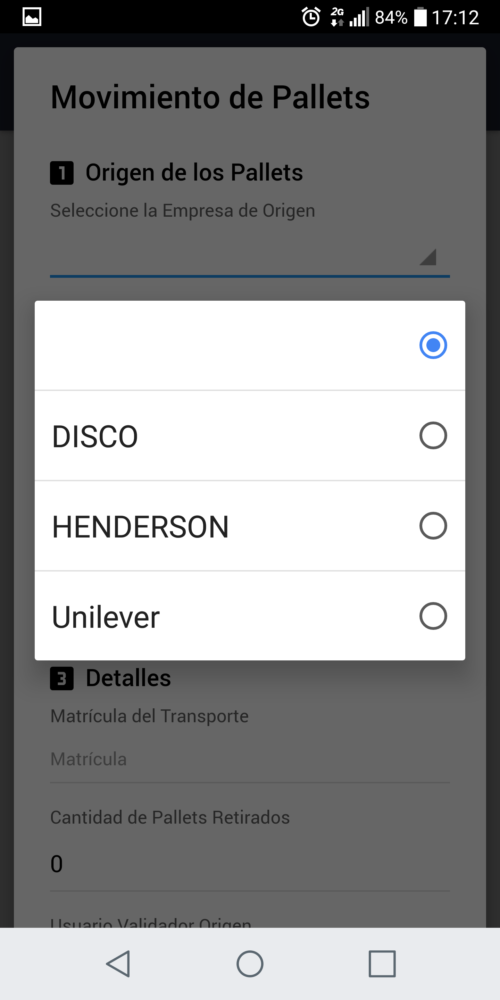 2G 84% 17:12
Movimiento de Pallets
1 Origen de los Pallets
Seleccione la Empresa de Origen
DISCO
HENDERSON
Unilever
3 Detalles
Matrícula del Transporte
Matrícula
Cantidad de Pallets Retirados
0
Usuario Validador Origen